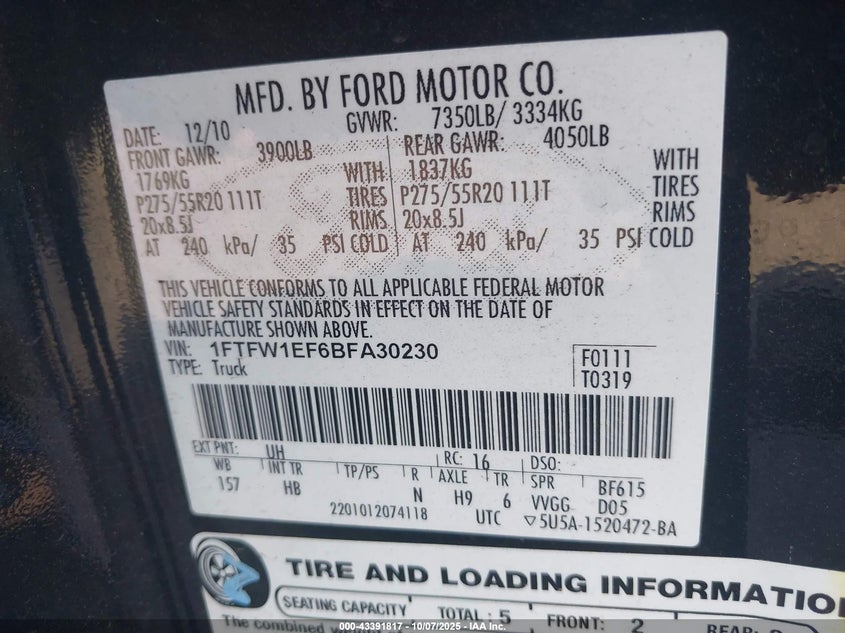 MFD. BY FORD MOTOR CO.
DATE: 12/10 GVWR: 7350LB/ 3334KG
FRONT GAWR: 3900LB REAR GAWR: 4050LB
1769KG WITH 1837KG WITH
P275/55R20 111T TIRES P275/55R20 111T TIRES
20x8.5J RIMS 20x8.5J RIMS
AT 240 kPa/ 35 PSI COLD AT 240 kPa/ 35 PSI COLD
THIS VEHICLE CONFORMS TO ALL APPLICABLE FEDERAL MOTOR
VEHICLE SAFETY STANDARDS IN EFFECT ON THE DATE OF
MANUFACTURE SHOWN ABOVE.
VIN: 1FTFW1EF6BFA30230 F0111
TYPE: Truck T0319
EXT PNT: UH RC: 16 DSO:
WB INT TR TP/PS R AXLE TR SPR BF615
157 HB N H9 6 VVGG D05
2201012074118 UTC ▽5U5A-1520472-BA
TIRE AND LOADING INFORMATION
SEATING CAPACITY TOTAL: 5 FRONT: 2 REAR:
The combined
000-43391817 - 10/07/2025 - IAA Inc.